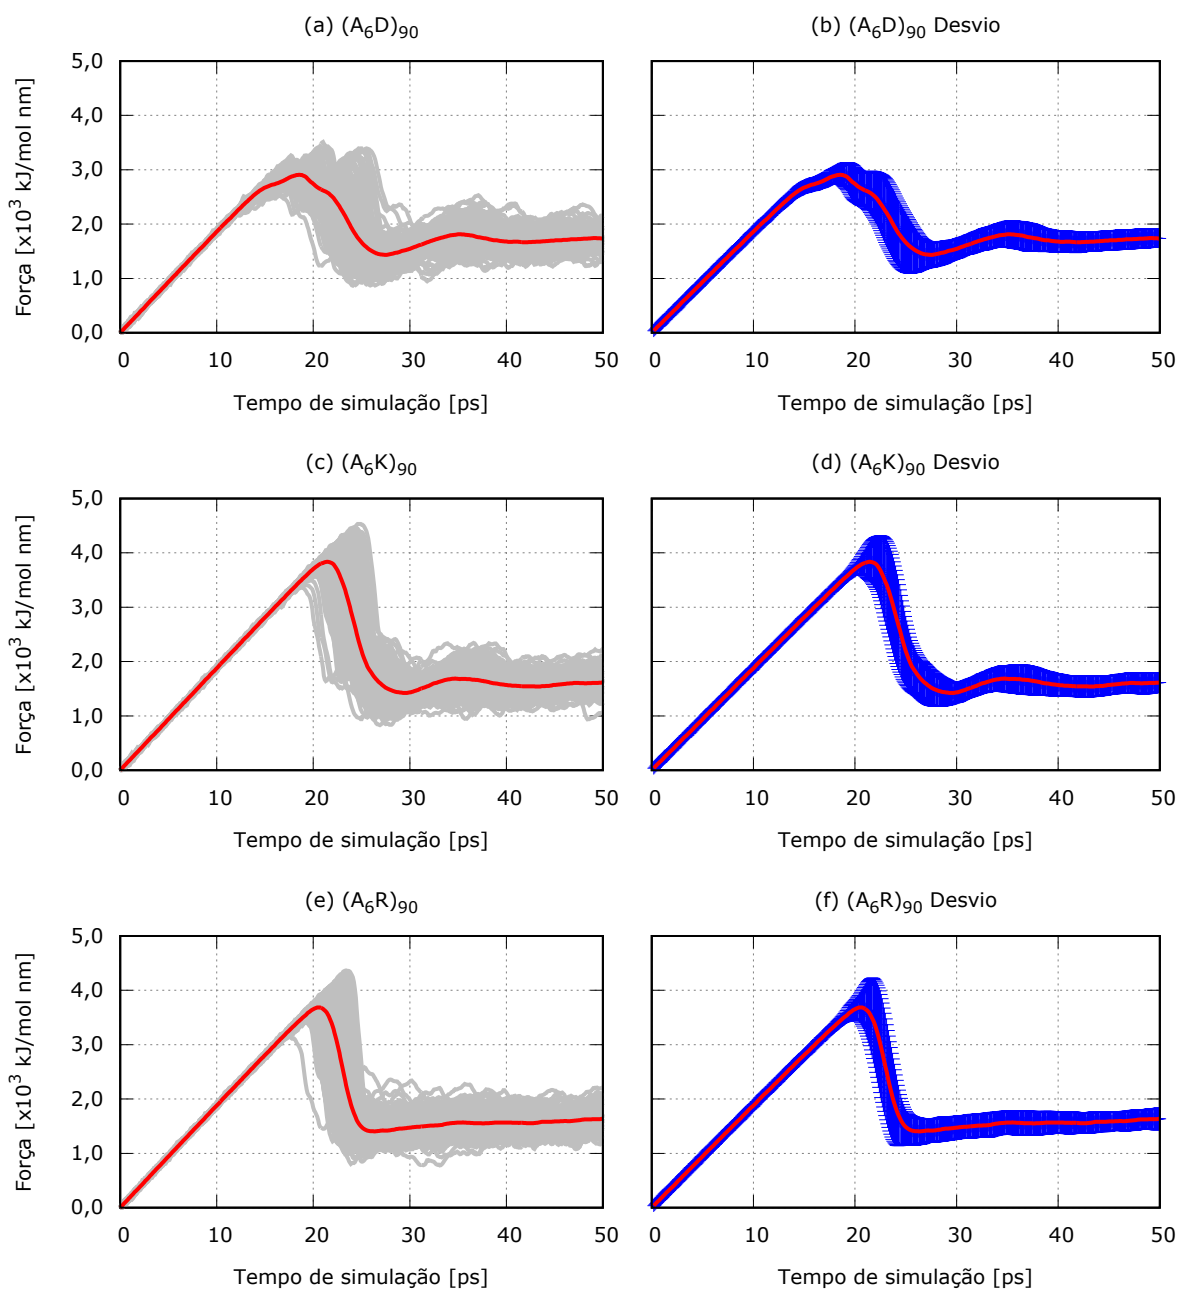 (a) (A6D)90
(b) (A6D)90 Desvio
Força [x10^3 kJ/mol nm]
5,0
4,0
3,0
2,0
1,0
0,0
0 10 20 30 40 50
0 10 20 30 40 50
Tempo de simulação [ps]
Tempo de simulação [ps]
(c) (A6K)90
(d) (A6K)90 Desvio
Força [x10^3 kJ/mol nm]
5,0
4,0
3,0
2,0
1,0
0,0
0 10 20 30 40 50
0 10 20 30 40 50
Tempo de simulação [ps]
Tempo de simulação [ps]
(e) (A6R)90
(f) (A6R)90 Desvio
Força [x10^3 kJ/mol nm]
5,0
4,0
3,0
2,0
1,0
0,0
0 10 20 30 40 50
0 10 20 30 40 50
Tempo de simulação [ps]
Tempo de simulação [ps]